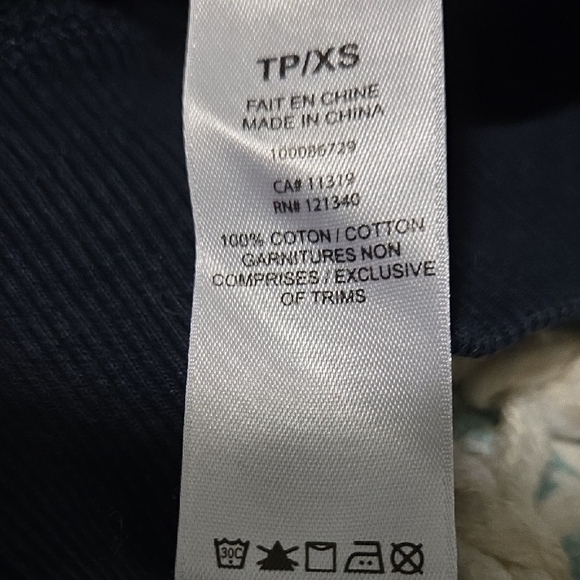 TP/XS
FAIT EN CHINE
MADE IN CHINA
100086729
CA# 11319
RN# 121340
100% COTON / COTTON
GARNITURES NON
COMPRISES / EXCLUSIVE
OF TRIMS
30C